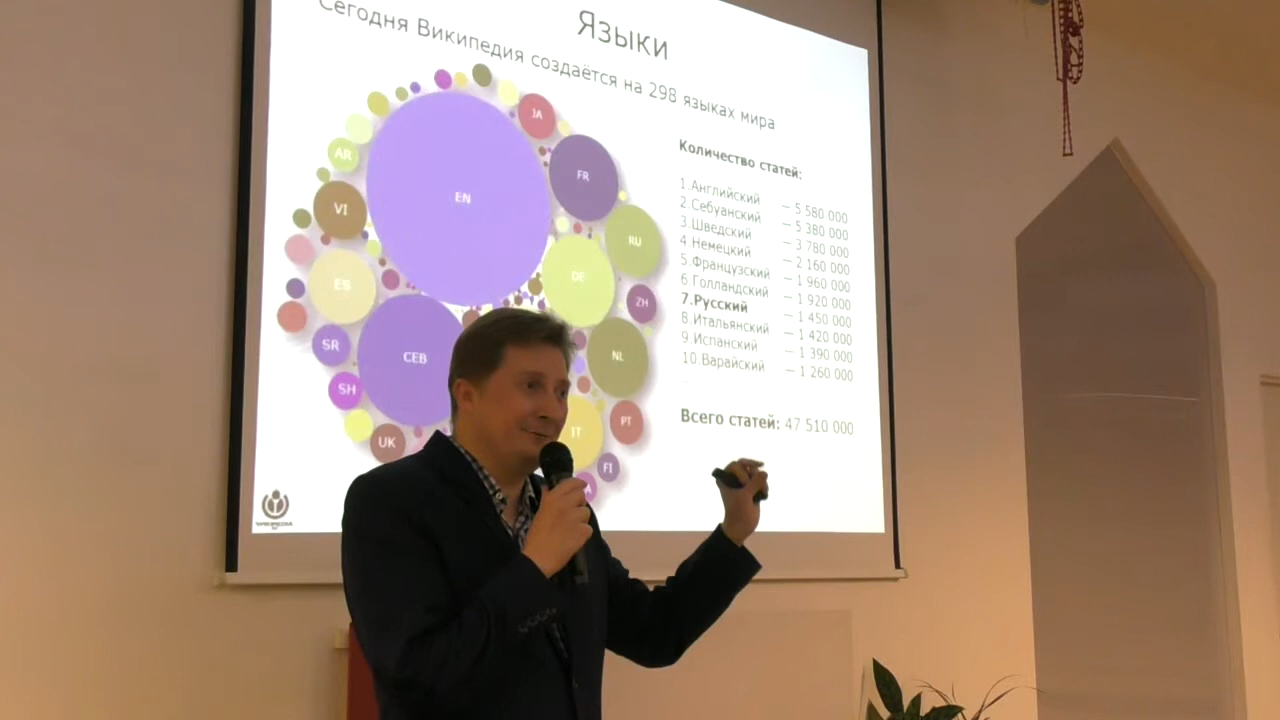 Языки
Сегодня Википедия создаётся на 298 языках мира
JA
AR
FR
EN
VI
RU
DE
ES
ZH
SR
CEB
NL
SH
UK
IT
PT
FI
Количество статей:
1.Английский – 5 580 000
2.Себуанский – 5 380 000
3.Шведский – 3 780 000
4 Немецкий – 2 160 000
5.Французский – 1 960 000
6 Голландский – 1 920 000
7.Русский – 1 450 000
8.Итальянский – 1 420 000
9.Испанский – 1 390 000
10.Варайский – 1 260 000
Всего статей: 47 510 000